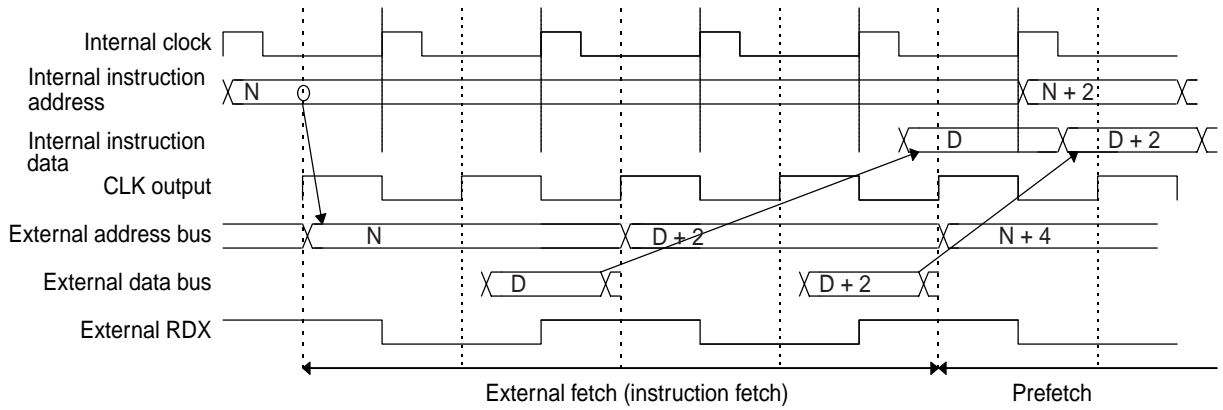 Internal clock
Internal instruction
address
N
N + 2
Internal instruction
data
D
D + 2
CLK output
External address bus
N
D + 2
N + 4
External data bus
D
D + 2
External RDX
External fetch (instruction fetch)
Prefetch